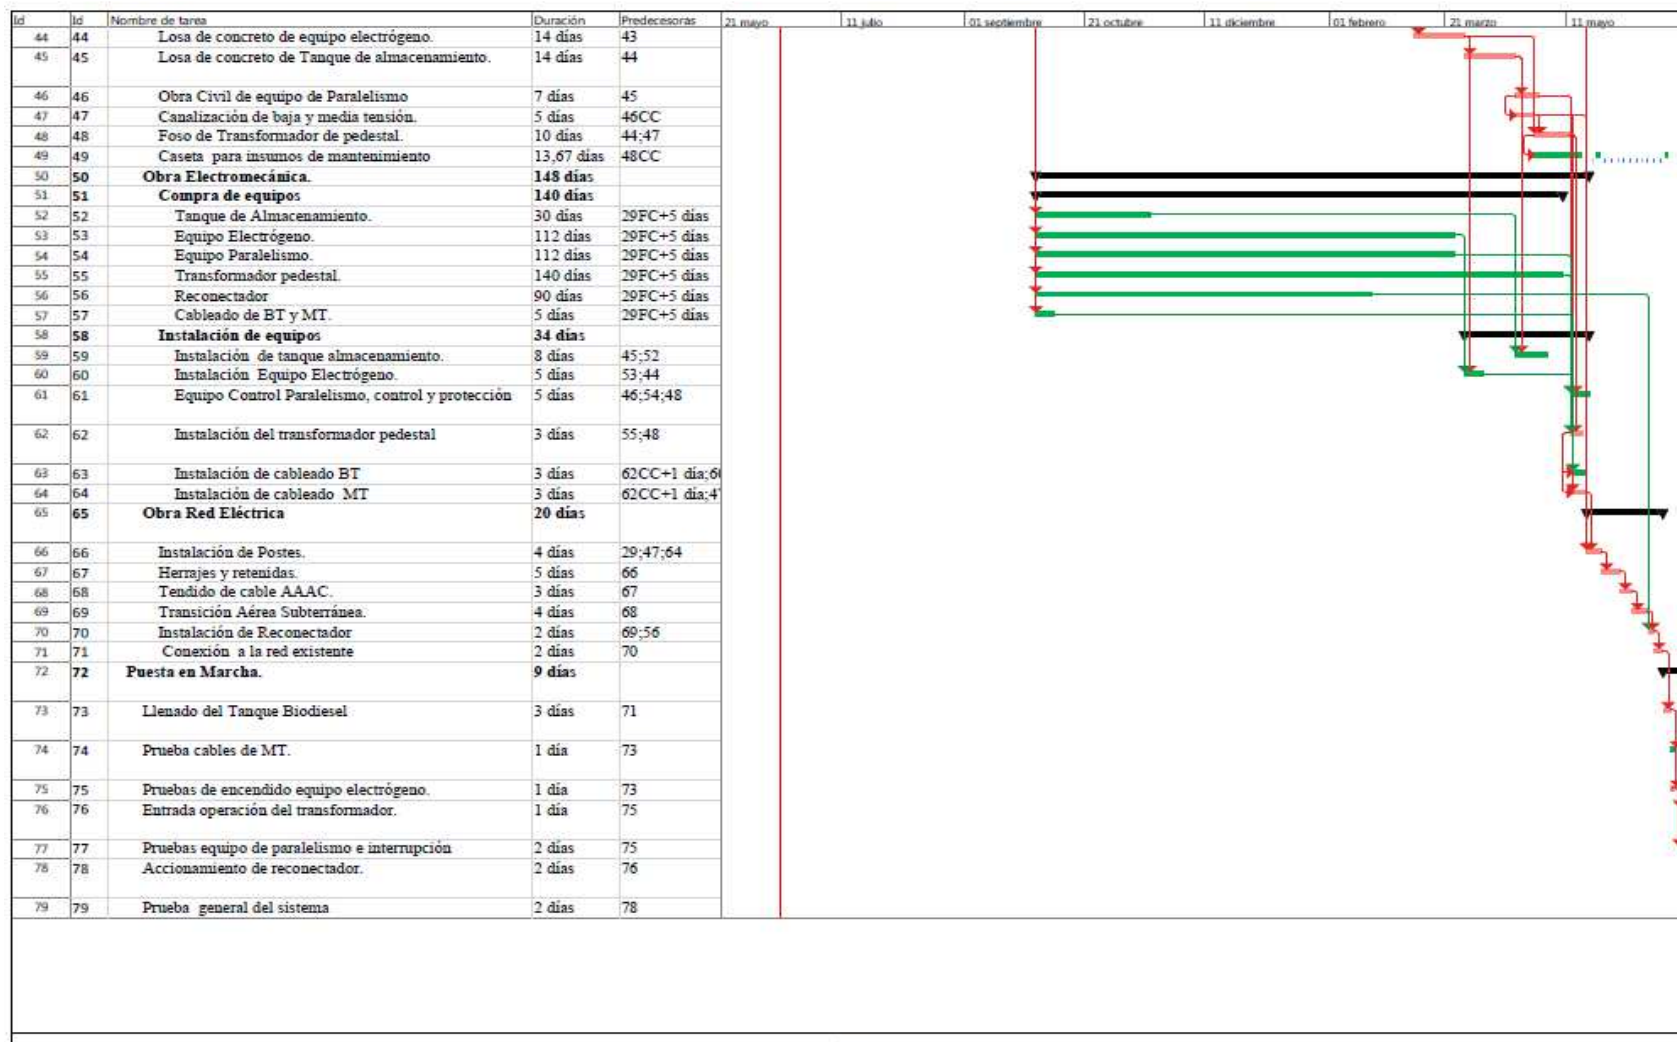 Id Id Nombre de tarea Duración Predecesoras 21 mayo 11 julio 01 septiembre 21 octubre 11 diciembre 01 febrero 21 marzo 11 mayo
44 44 Losa de concreto de equipo electrógeno. 14 días 43
45 45 Losa de concreto de Tanque de almacenamiento. 14 días 44
46 46 Obra Civil de equipo de Paralelismo 7 días 45
47 47 Canalización de baja y media tensión. 5 días 46CC
48 48 Foso de Transformador de pedestal. 10 días 44;47
49 49 Caseta para insumos de mantenimiento 13,67 días 48CC
50 50 Obra Electromecánica. 148 días
51 51 Compra de equipos 140 días
52 52 Tanque de Almacenamiento. 30 días 29FC+5 días
53 53 Equipo Electrógeno. 112 días 29FC+5 días
54 54 Equipo Paralelismo. 112 días 29FC+5 días
55 55 Transformador pedestal. 140 días 29FC+5 días
56 56 Reconectador 90 días 29FC+5 días
57 57 Cableado de BT y MT. 5 días 29FC+5 días
58 58 Instalación de equipos 34 días
59 59 Instalación de tanque almacenamiento. 8 días 45;52
60 60 Instalación Equipo Electrógeno. 5 días 53;44
61 61 Equipo Control Paralelismo, control y protección 5 días 46;54;48
62 62 Instalación del transformador pedestal 3 días 55;48
63 63 Instalación de cableado BT 3 días 62CC+1 día;6
64 64 Instalación de cableado MT 3 días 62CC+1 día;4
65 65 Obra Red Eléctrica 20 días
66 66 Instalación de Postes. 4 días 29;47;64
67 67 Herrajes y retenidas. 5 días 66
68 68 Tendido de cable AAAC. 3 días 67
69 69 Transición Aérea Subterránea. 4 días 68
70 70 Instalación de Reconectador 2 días 69;56
71 71 Conexión a la red existente 2 días 70
72 72 Puesta en Marcha. 9 días
73 73 Llenado del Tanque Biodiesel 3 días 71
74 74 Prueba cables de MT. 1 día 73
75 75 Pruebas de encendido equipo electrógeno. 1 día 73
76 76 Entrada operación del transformador. 1 día 75
77 77 Pruebas equipo de paralelismo e interrupción 2 días 75
78 78 Accionamiento de reconectador. 2 días 76
79 79 Prueba general del sistema 2 días 78